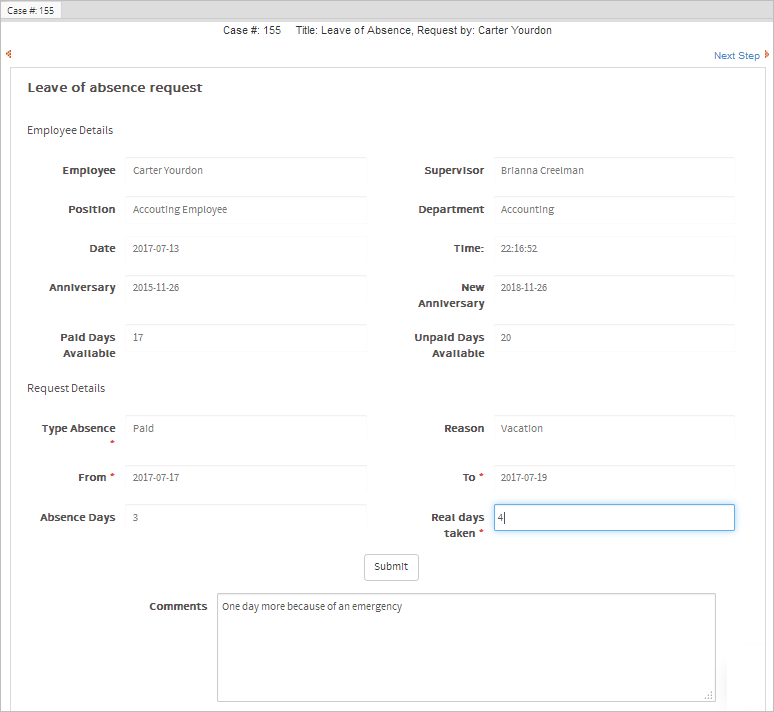 Case #: 155
Case #: 155 Title: Leave of Absence, Request by: Carter Yourdon
Next Step
Leave of absence request
Employee Details
Employee Carter Yourdon Supervisor Brianna Creelman
Position Accouting Employee Department Accounting
Date 2017-07-13 Time: 22:16:52
Anniversary 2015-11-26 New Anniversary 2018-11-26
Paid Days Available 17 Unpaid Days Available 20
Request Details
Type Absence * Paid Reason Vacation
From * 2017-07-17 To * 2017-07-19
Absence Days 3 Real days taken * 4
Submit
Comments One day more because of an emergency